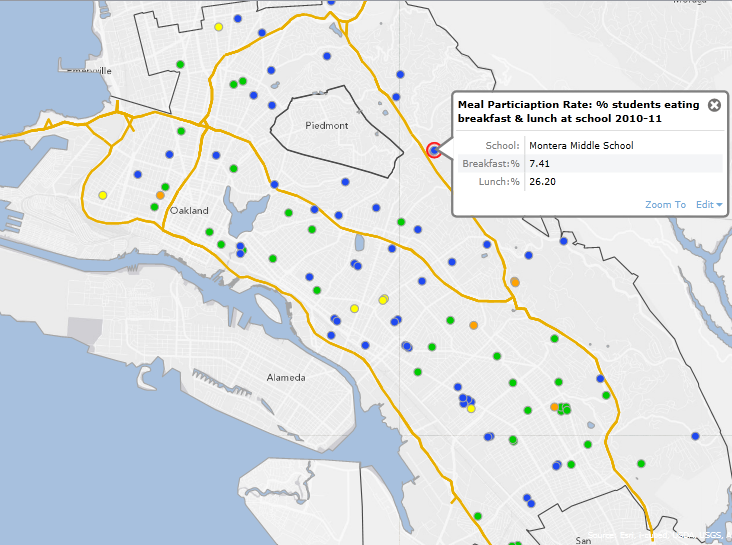 Emeryville
Piedmont
Oakland
Alameda
San
Meal Particiaption Rate: % students eating
breakfast & lunch at school 2010-11
School: Montera Middle School
Breakfast:% 7.41
Lunch:% 26.20
Zoom To Edit